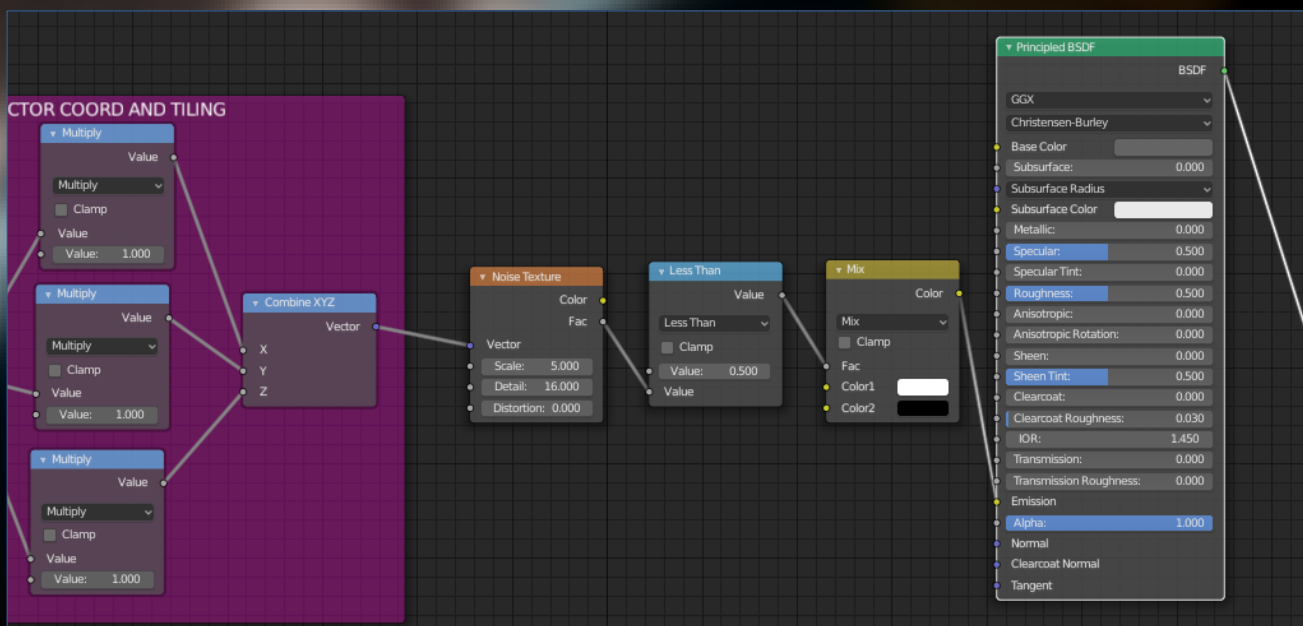 CTOR COORD AND TILING
Multiply
Value
Multiply
Clamp
Value
Value: 1.000
Multiply
Value
Multiply
Clamp
Value
Value: 1.000
Multiply
Value
Multiply
Clamp
Value
Value: 1.000
Combine XYZ
Vector
X
Y
Z
Noise Texture
Color
Fac
Vector
Scale: 5.000
Detail: 16.000
Distortion: 0.000
Less Than
Value
Less Than
Clamp
Value: 0.500
Value
Mix
Color
Mix
Clamp
Fac
Color1
Color2
Principled BSDF
BSDF
GGX
Christensen-Burley
Base Color
Subsurface: 0.000
Subsurface Radius
Subsurface Color
Metallic: 0.000
Specular: 0.500
Specular Tint: 0.000
Roughness: 0.500
Anisotropic: 0.000
Anisotropic Rotation: 0.000
Sheen: 0.000
Sheen Tint: 0.500
Clearcoat: 0.000
Clearcoat Roughness: 0.030
IOR: 1.450
Transmission: 0.000
Transmission Roughness: 0.000
Emission
Alpha: 1.000
Normal
Clearcoat Normal
Tangent